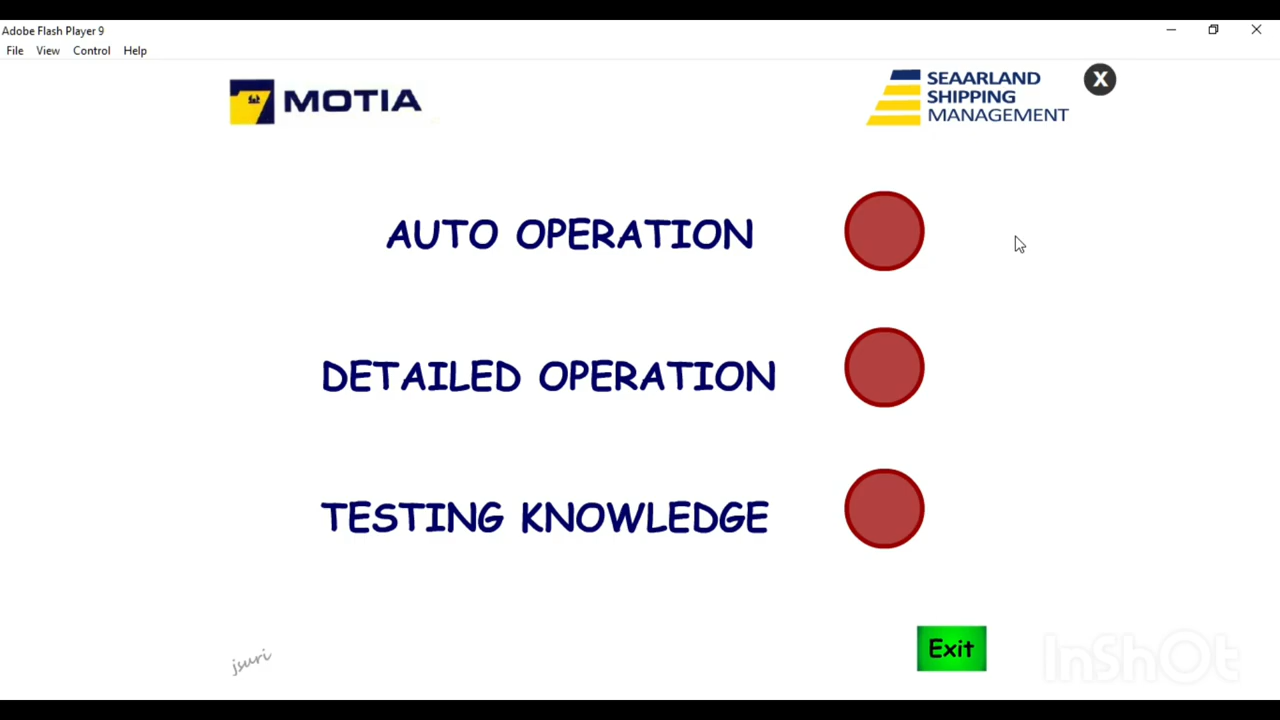 Adobe Flash Player 9
File View Control Help
MOTIA
SEAARLAND
SHIPPING
MANAGEMENT
X
AUTO OPERATION
DETAILED OPERATION
TESTING KNOWLEDGE
jsuri
Exit
InShOt